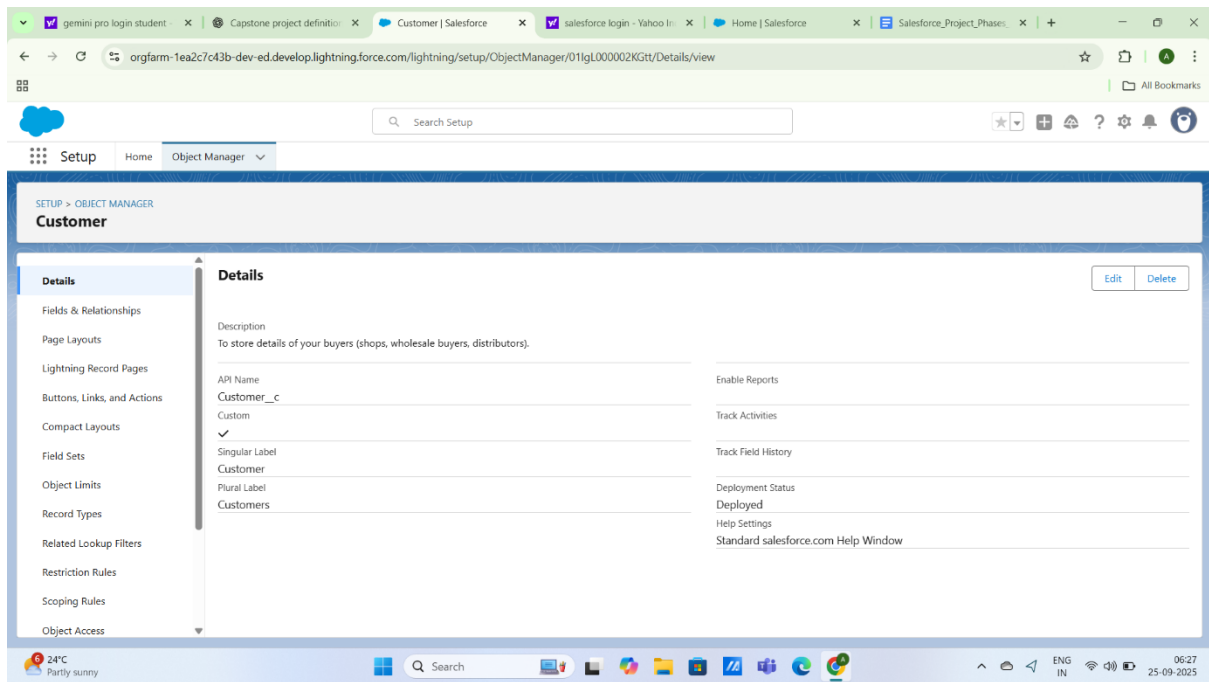 gemini pro login student -
Capstone project definition
Customer | Salesforce
salesforce login - Yahoo In
Home | Salesforce
Salesforce_Project_Phases_
orgfarm-1ea2c7c43b-dev-ed.develop.lightning.force.com/lightning/setup/ObjectManager/01IgL000002KGtt/Details/view
A
All Bookmarks
Search Setup
Setup
Home
Object Manager
SETUP > OBJECT MANAGER
Customer
Details
Fields & Relationships
Page Layouts
Lightning Record Pages
Buttons, Links, and Actions
Compact Layouts
Field Sets
Object Limits
Record Types
Related Lookup Filters
Restriction Rules
Scoping Rules
Object Access
Details
Edit
Delete
Description
To store details of your buyers (shops, wholesale buyers, distributors).
API Name
Customer__c
Custom
Singular Label
Customer
Plural Label
Customers
Enable Reports
Track Activities
Track Field History
Deployment Status
Deployed
Help Settings
Standard salesforce.com Help Window
6
24°C
Partly sunny
Search
ENG
IN
06:27
25-09-2025